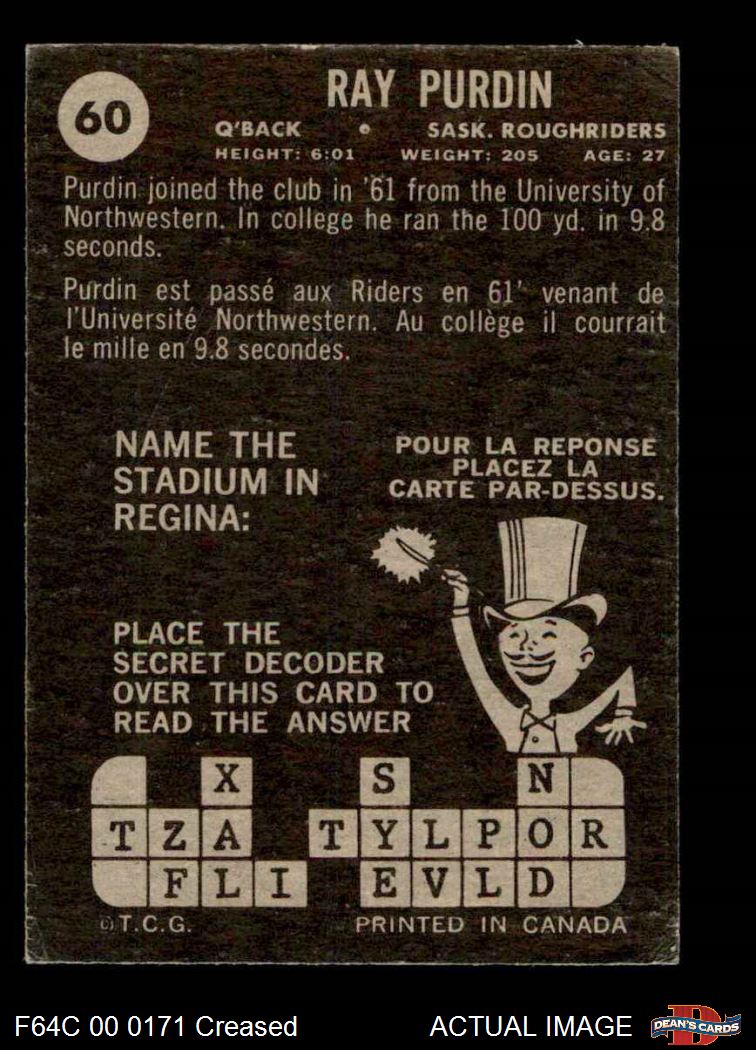 60
RAY PURDIN
Q'BACK • SASK. ROUGHRIDERS
HEIGHT: 6:01 WEIGHT: 205 AGE: 27
Purdin joined the club in '61 from the University of
Northwestern. In college he ran the 100 yd. in 9.8
seconds.
Purdin est passé aux Riders en 61' venant de
l'Université Northwestern. Au collège il courrait
le mille en 9.8 secondes.
NAME THE
STADIUM IN
REGINA:
POUR LA REPONSE
PLACEZ LA
CARTE PAR-DESSUS.
PLACE THE
SECRET DECODER
OVER THIS CARD TO
READ THE ANSWER
X S N
T Z A T Y L P O R
F L I E V L D
© T.C.G. PRINTED IN CANADA
F64C 00 0171 Creased ACTUAL IMAGE
D
DEAN'S CARDS